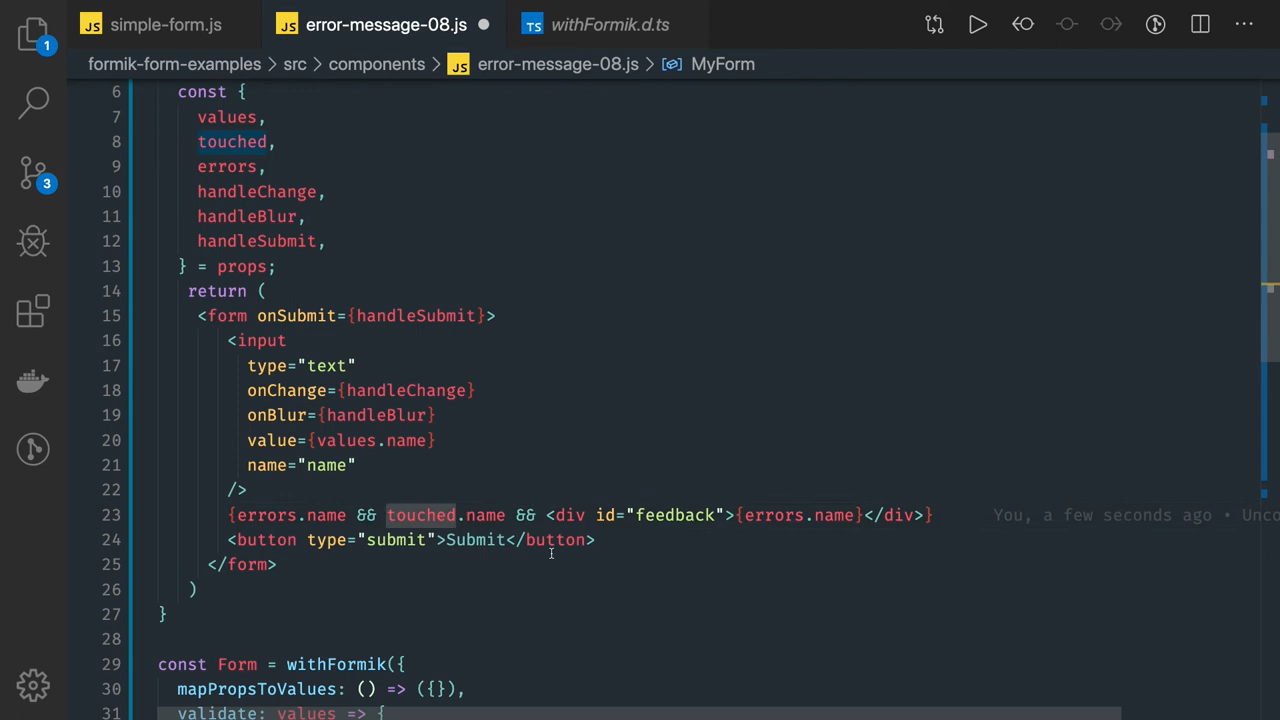 JS simple-form.js JS error-message-08.js TS withFormik.d.ts
formik-form-examples > src > components > JS error-message-08.js > MyForm
1
3
6 const {
7 values,
8 touched,
9 errors,
10 handleChange,
11 handleBlur,
12 handleSubmit,
13 } = props;
14 return (
15 <form onSubmit={handleSubmit}>
16 <input
17 type="text"
18 onChange={handleChange}
19 onBlur={handleBlur}
20 value={values.name}
21 name="name"
22 />
23 {errors.name && touched.name && <div id="feedback">{errors.name}</div>} You, a few seconds ago • Unco
24 <button type="submit">Submit</button>
25 </form>
26 )
27 }
28
29 const Form = withFormik({
30 mapPropsToValues: () => ({}),
31 validate: values => {